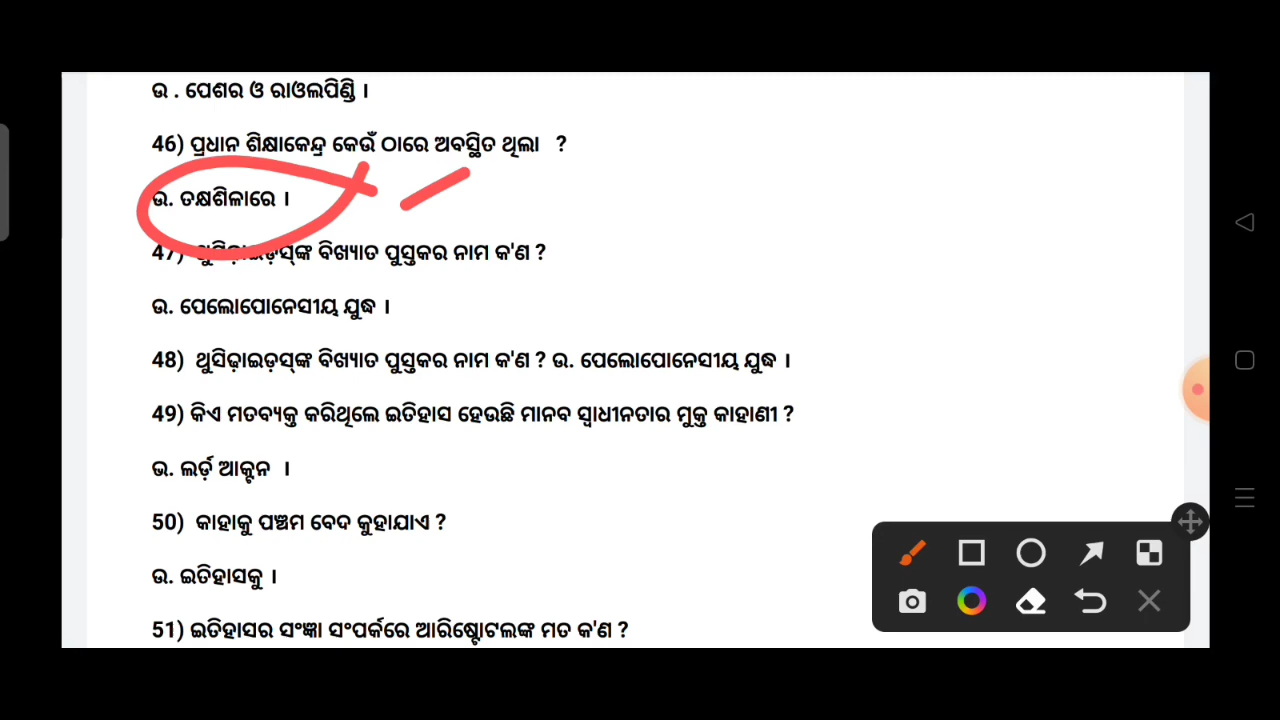 ଉ . ପେଶର ଓ ରାଓଲପିଣ୍ଡି ।
46) ପ୍ରଧାନ ଶିକ୍ଷାକେନ୍ଦ୍ର କେଉଁ ଠାରେ ଅବସ୍ଥିତ ଥିଲା ?
ଉ. ତକ୍ଷଶିଳାରେ ।
47) ଥୁସିଡ଼ାଇଡ଼ସ୍‌ଙ୍କ ବିଖ୍ୟାତ ପୁସ୍ତକର ନାମ କ'ଣ ?
ଉ. ପେଲୋପୋନେସୀୟ ଯୁଦ୍ଧ ।
48) ଥୁସିଢ଼ାଇଡ଼ସ୍‌ଙ୍କ ବିଖ୍ୟାତ ପୁସ୍ତକର ନାମ କ'ଣ ? ଉ. ପେଲୋପୋନେସୀୟ ଯୁଦ୍ଧ ।
49) କିଏ ମତବ୍ୟକ୍ତ କରିଥିଲେ ଇତିହାସ ହେଉଛି ମାନବ ସ୍ୱାଧୀନତାର ମୁକ୍ତ କାହାଣୀ ?
ଭ. ଲର୍ଡ଼ ଆକ୍ଟନ ।
50) କାହାକୁ ପଞ୍ଚମ ବେଦ କୁହାଯାଏ ?
ଉ. ଇତିହାସକୁ ।
51) ଇତିହାସର ସଂଜ୍ଞା ସଂପର୍କରେ ଆରିଷ୍ଟୋଟଲଙ୍କ ମତ କ'ଣ ?